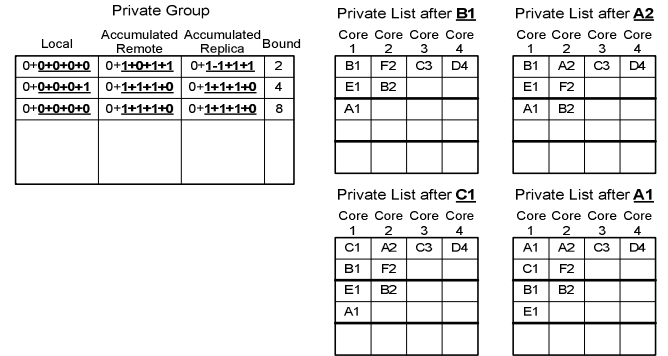 Private Group
Local Accumulated Remote Accumulated Replica Bound
0+0+0+0+0 0+1+0+1+1 0+1-1+1+1 2
0+0+0+0+1 0+1+1+1+0 0+1+1+1+0 4
0+0+0+0+0 0+1+1+1+0 0+1+1+1+0 8
Private List after B1
Core 1 Core 2 Core 3 Core 4
B1 F2 C3 D4
E1 B2
A1
Private List after A2
Core 1 Core 2 Core 3 Core 4
B1 A2 C3 D4
E1 F2
A1 B2
Private List after C1
Core 1 Core 2 Core 3 Core 4
C1 A2 C3 D4
B1 F2
E1 B2
A1
Private List after A1
Core 1 Core 2 Core 3 Core 4
A1 A2 C3 D4
C1 F2
B1 B2
E1